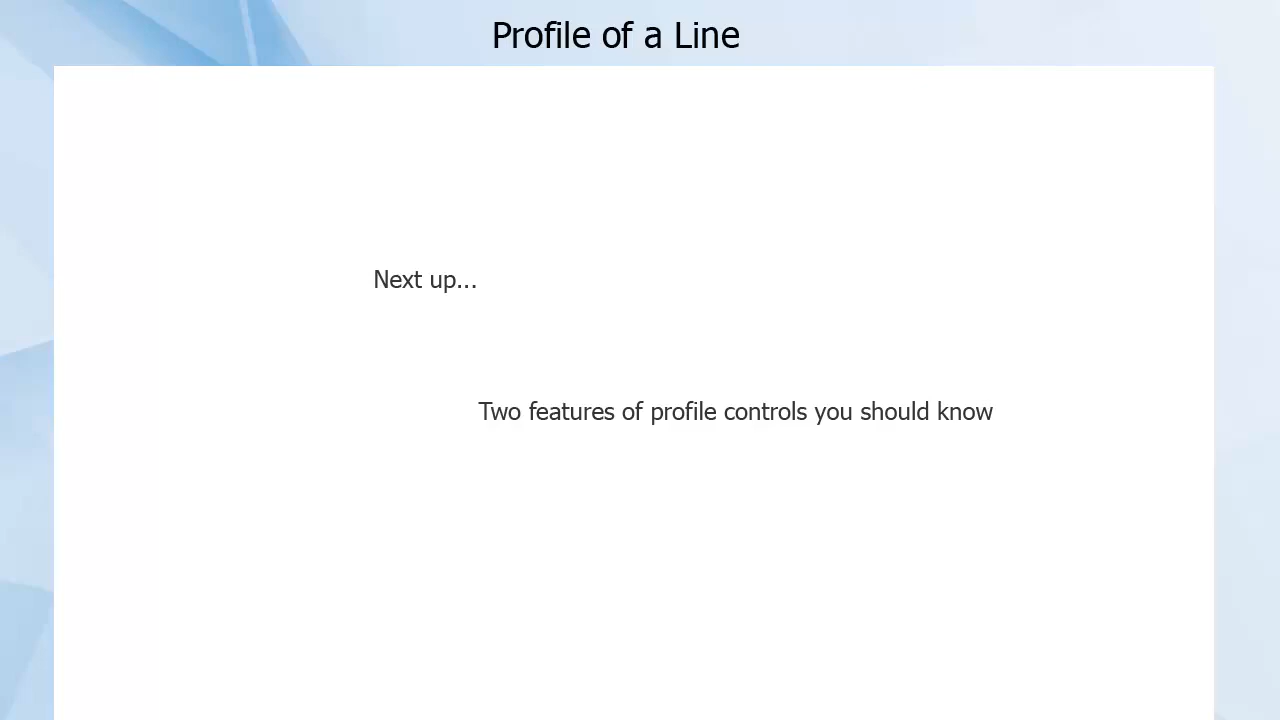 Profile of a Line
Next up...
Two features of profile controls you should know